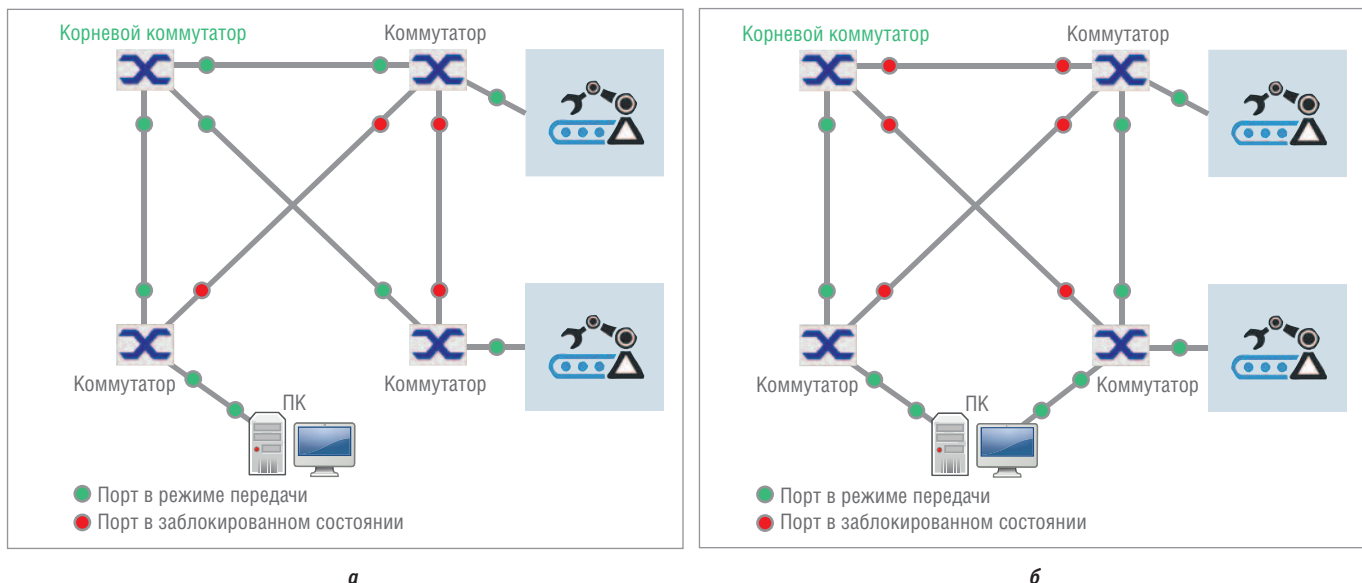 Корневой коммутатор
Коммутатор
Коммутатор
Коммутатор
ПК
Порт в режиме передачи
Порт в заблокированном состоянии
а
Корневой коммутатор
Коммутатор
Коммутатор
Коммутатор
ПК
Порт в режиме передачи
Порт в заблокированном состоянии
б